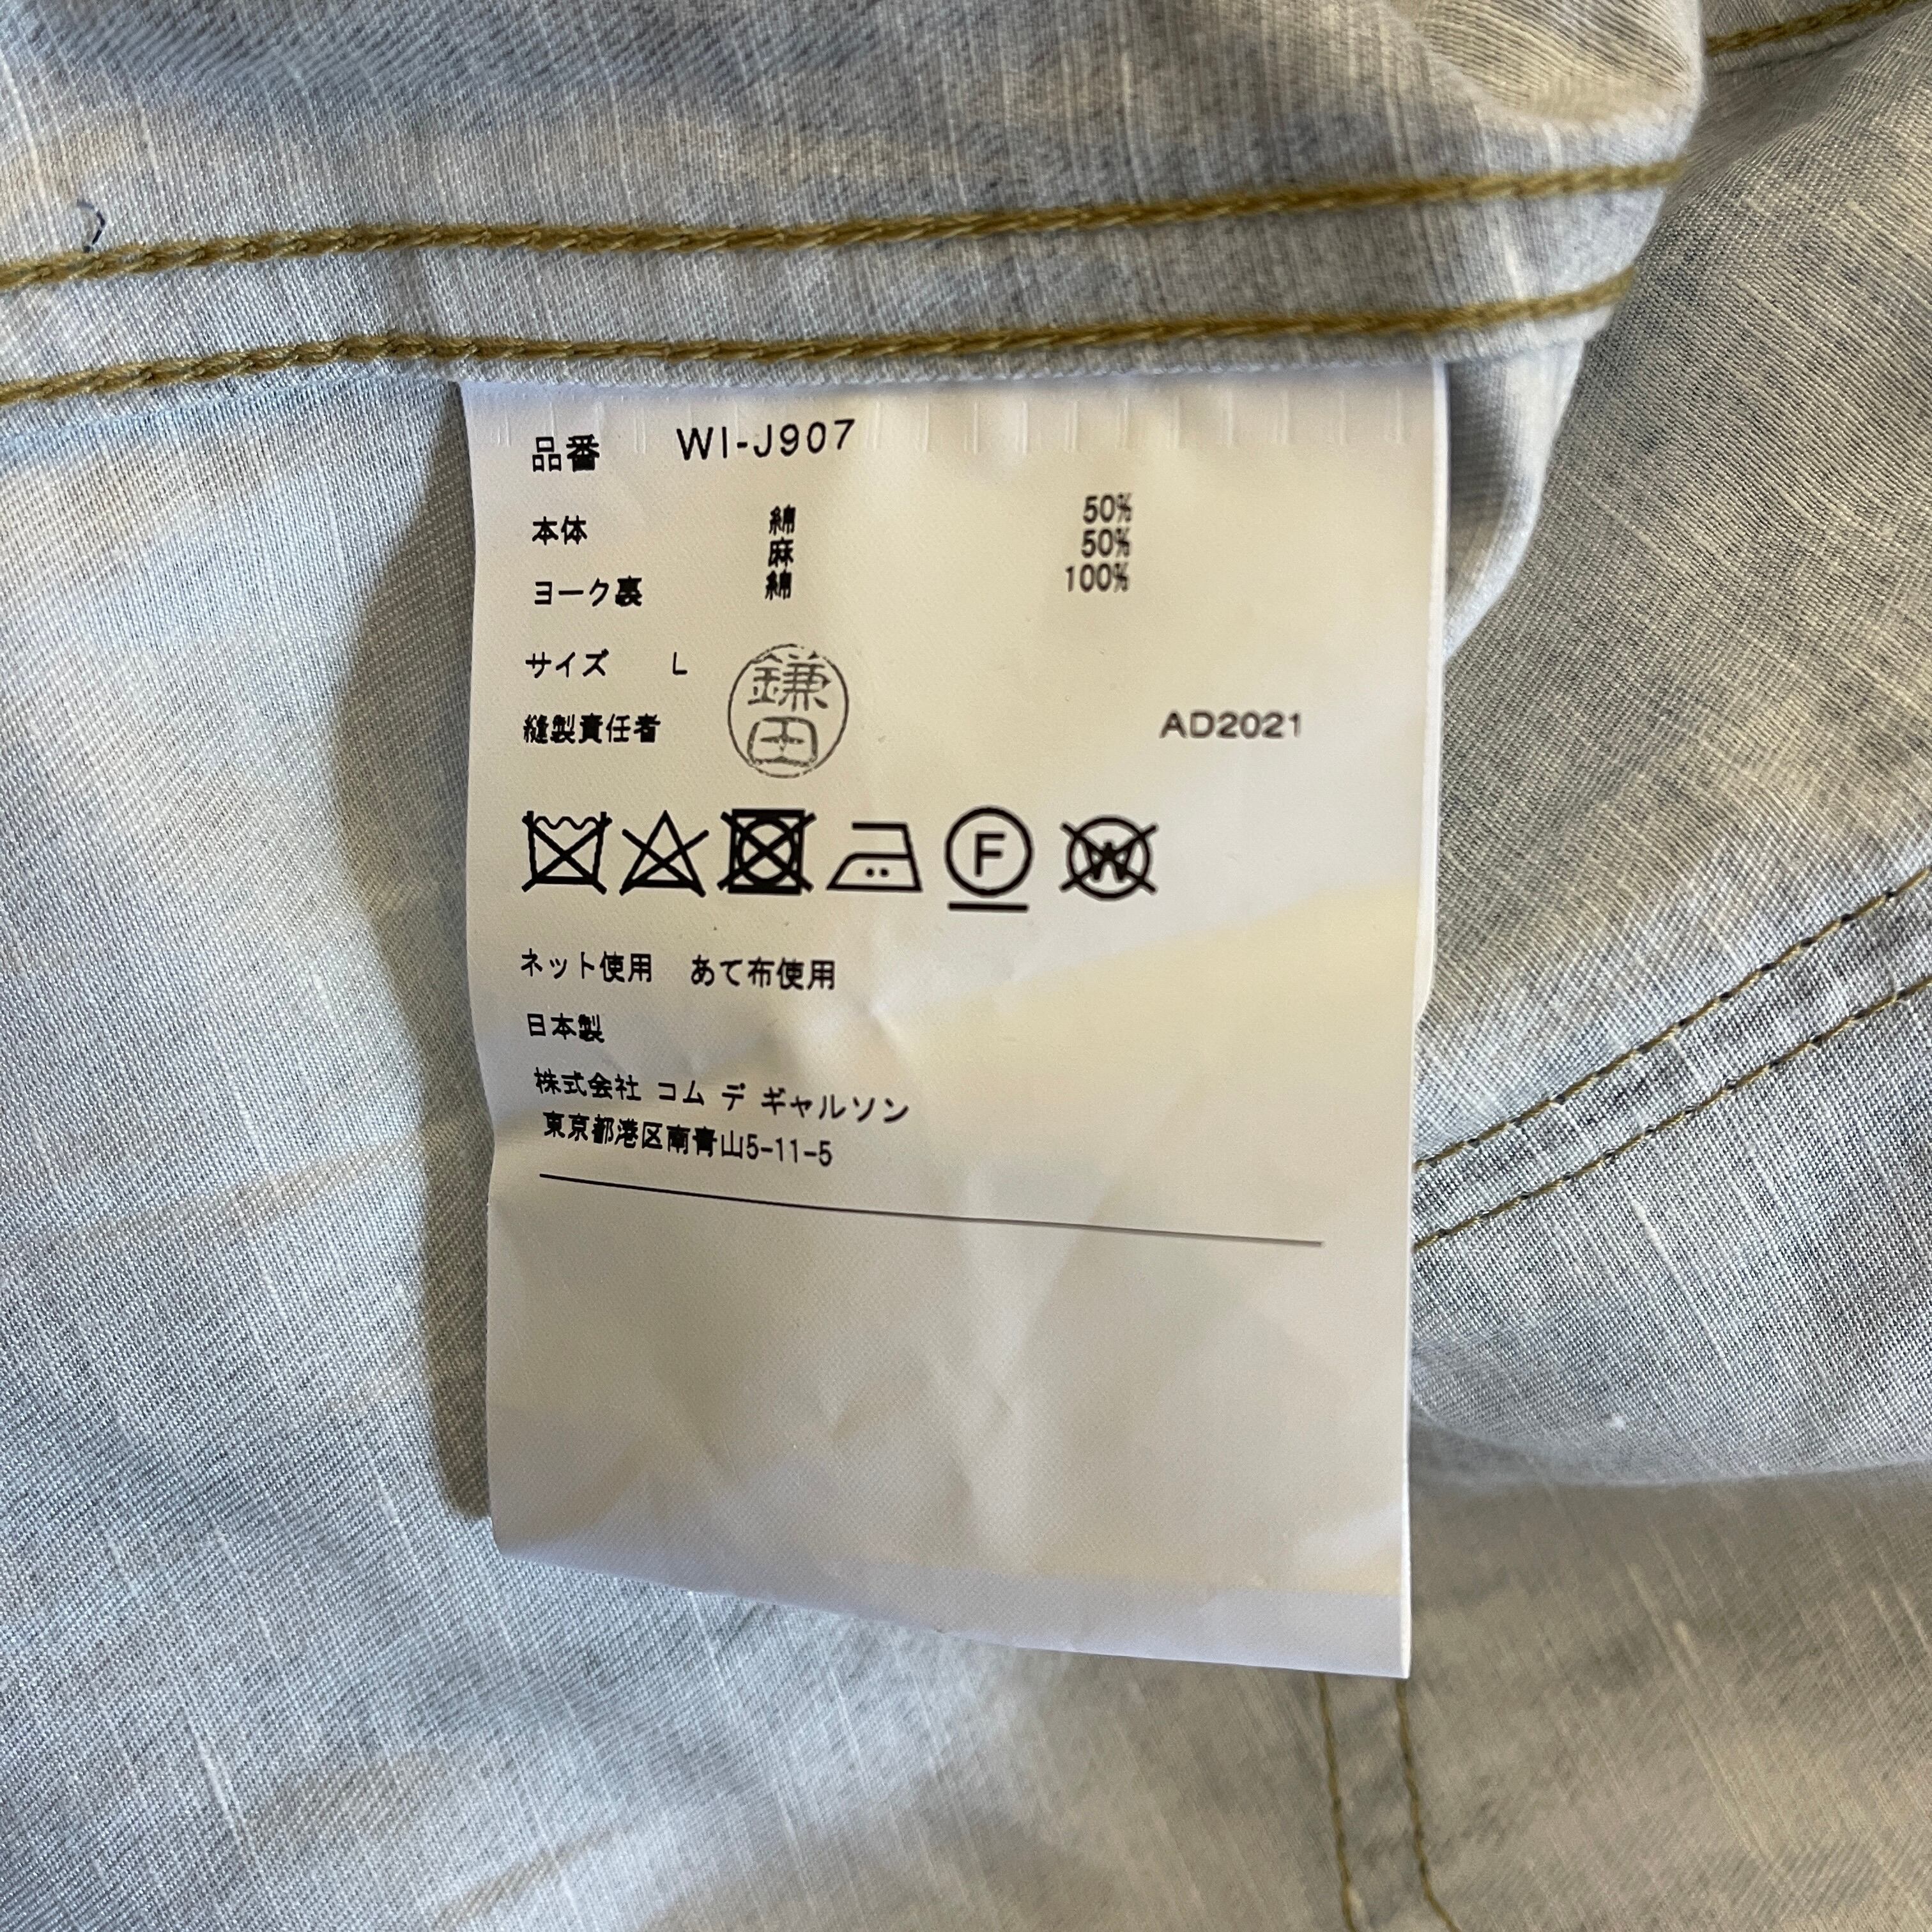 品番 WI-J907
本体 綿 50%
麻 50%
ヨーク裏 綿 100%
サイズ L
縫製責任者 鎌田 AD2021
F W
ネット使用 あて布使用
日本製
株式会社 コム デ ギャルソン
東京都港区南青山5-11-5